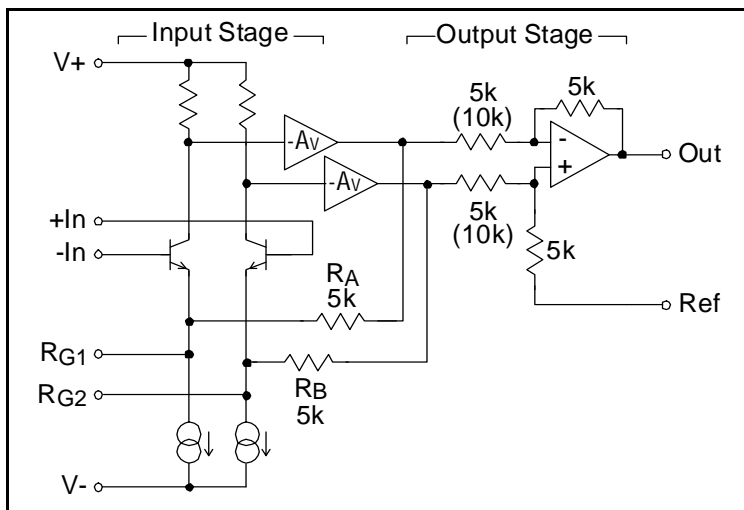 Input Stage
Output Stage
V+
5k
(10k)
5k
-AV
-
Out
-AV
+
+In
5k
(10k)
-In
5k
RA
5k
Ref
RG1
RB
5k
RG2
V-